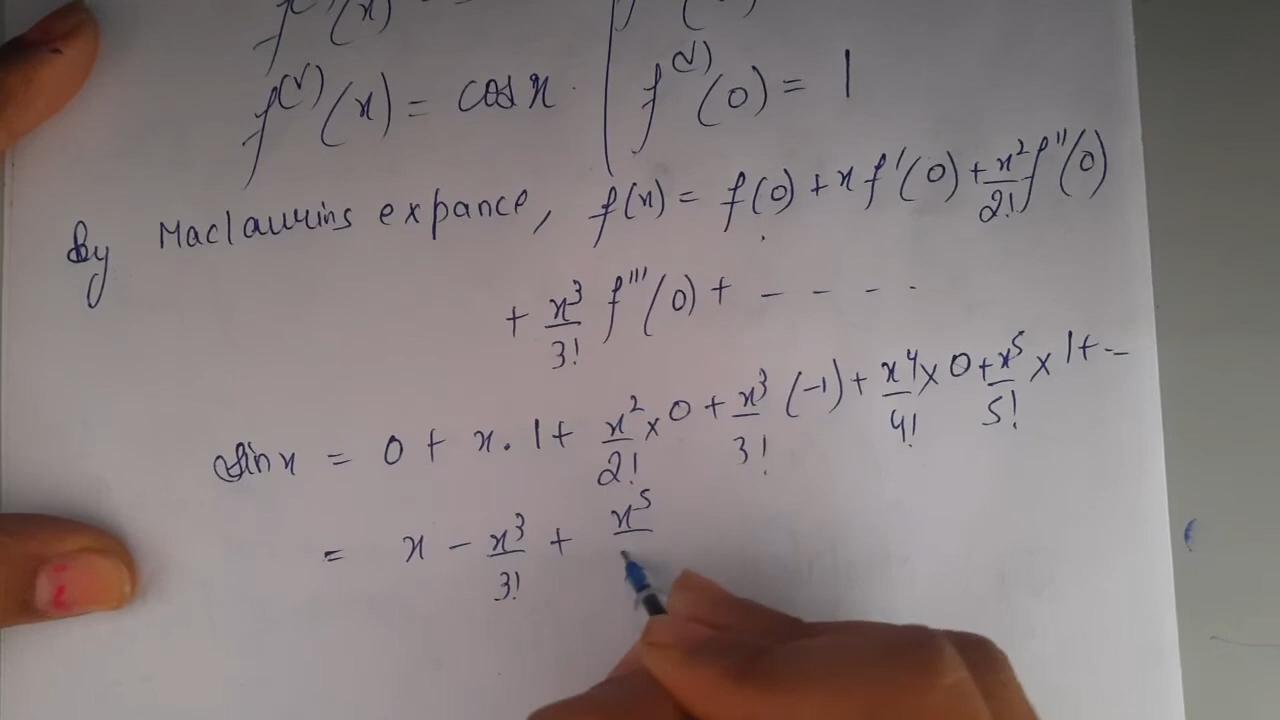 f⁽ⱽ⁾(x) = cos x | f⁽ⱽ⁾(0) = 1
By Maclaurins expance, f(x) = f(0) + x f'(0) + x²/2! f''(0)
+ x³/3! f'''(0) + - - - -
Sin x = 0 + x . 1 + x²/2! × 0 + x³/3! (-1) + x⁴/4! × 0 + x⁵/5! × 1 + --
= x - x³/3! + x⁵